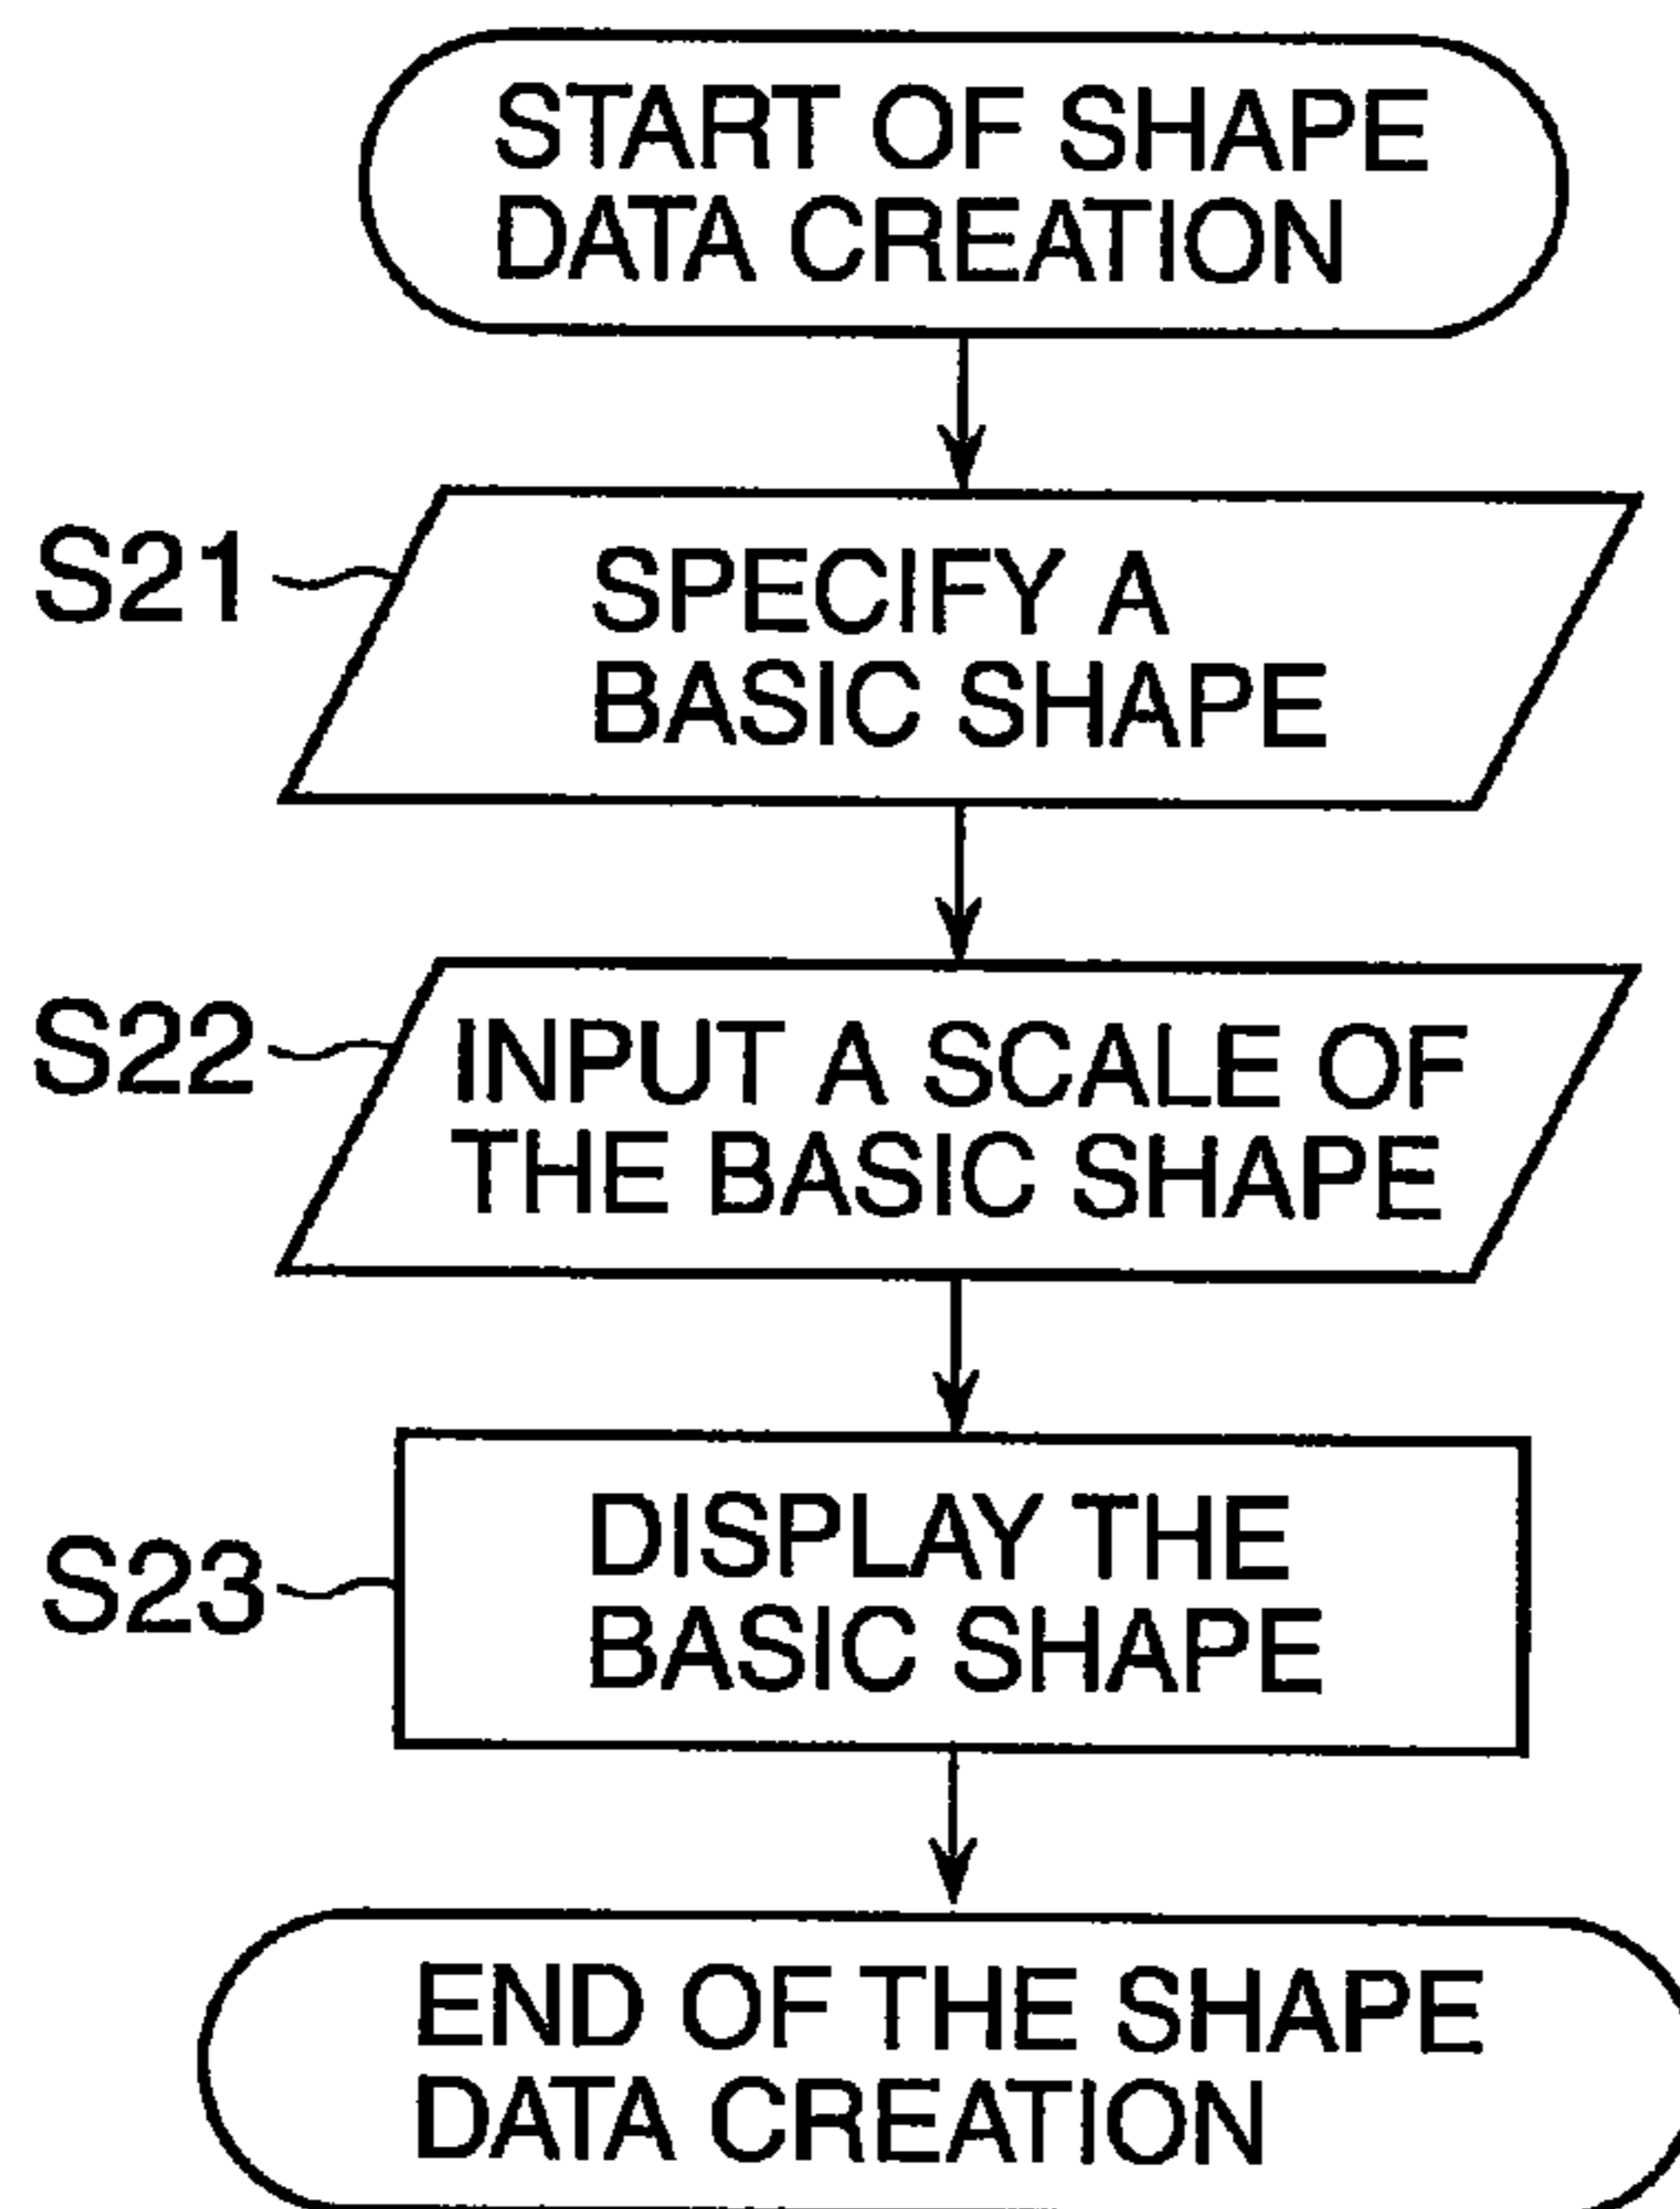 START OF SHAPE
DATA CREATION
S21
SPECIFY A
BASIC SHAPE
S22
INPUT A SCALE OF
THE BASIC SHAPE
S23
DISPLAY THE
BASIC SHAPE
END OF THE SHAPE
DATA CREATION